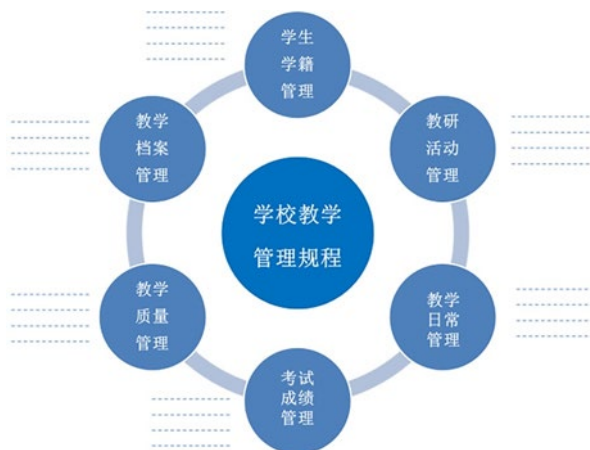 学生
学籍
管理
教研
活动
管理
教学
日常
管理
考试
成绩
管理
教学
质量
管理
教学
档案
管理
学校教学
管理规程